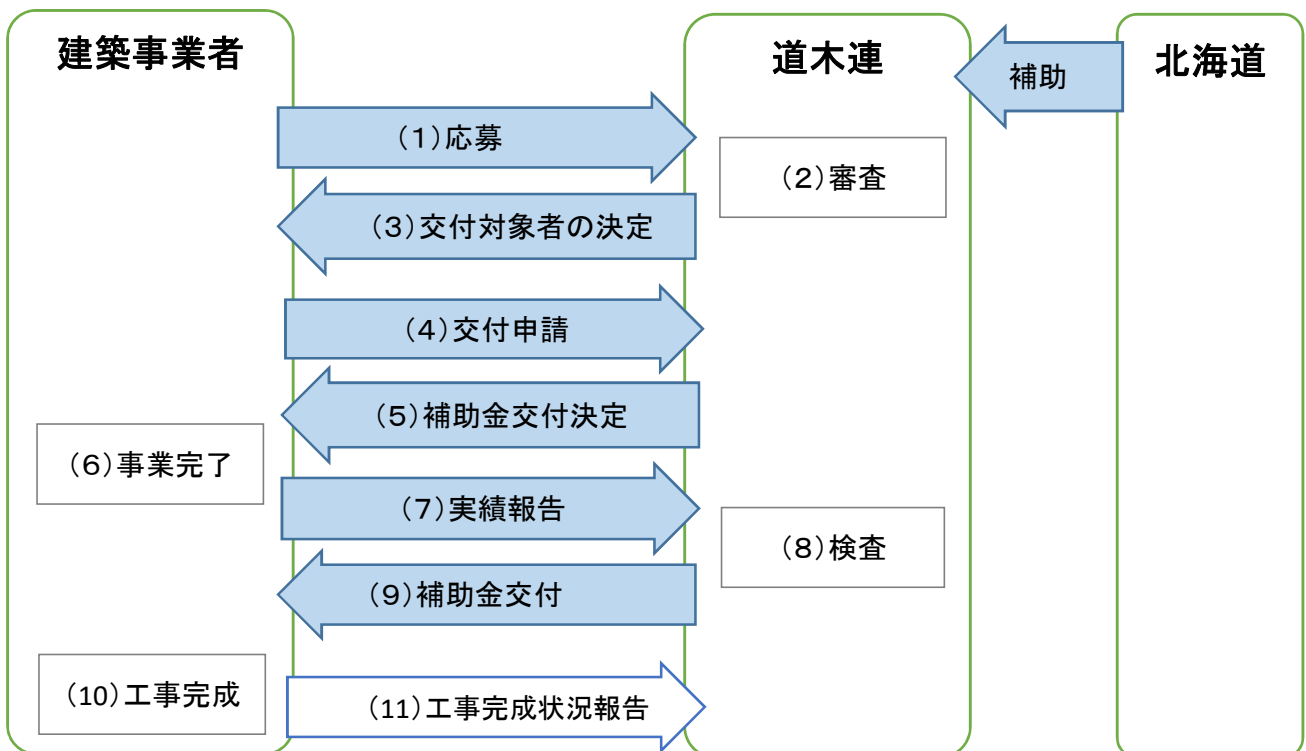 建築事業者
道木連
北海道
補助
(1)応募
(2)審査
(3)交付対象者の決定
(4)交付申請
(5)補助金交付決定
(6)事業完了
(7)実績報告
(8)検査
(9)補助金交付
(10)工事完成
(11)工事完成状況報告